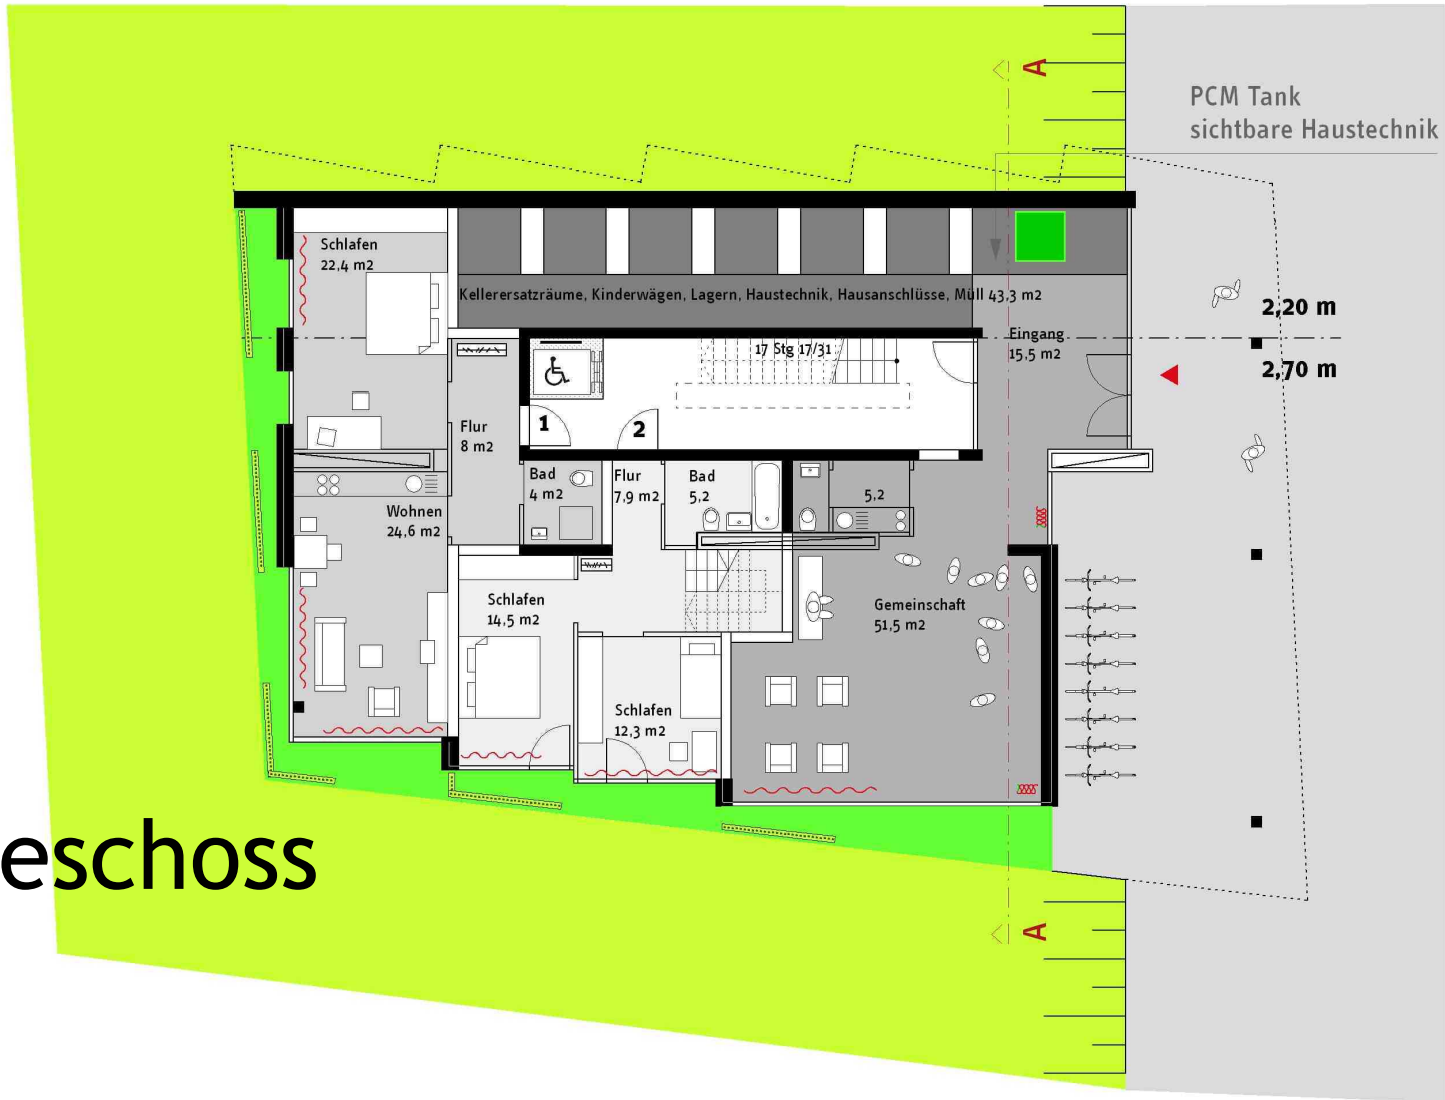 A
PCM Tank
sichtbare Haustechnik
Schlafen
22,4 m2
Kellerersatzräume, Kinderwägen, Lagern, Haustechnik, Hausanschlüsse, Müll 43,3 m2
2,20 m
Eingang
15,5 m2
17 Stg 17/31
2,70 m
1
2
Flur
8 m2
Bad
4 m2
Flur
7,9 m2
Bad
5,2
5,2
Wohnen
24,6 m2
Schlafen
14,5 m2
Gemeinschaft
51,5 m2
Schlafen
12,3 m2
eschoss
A